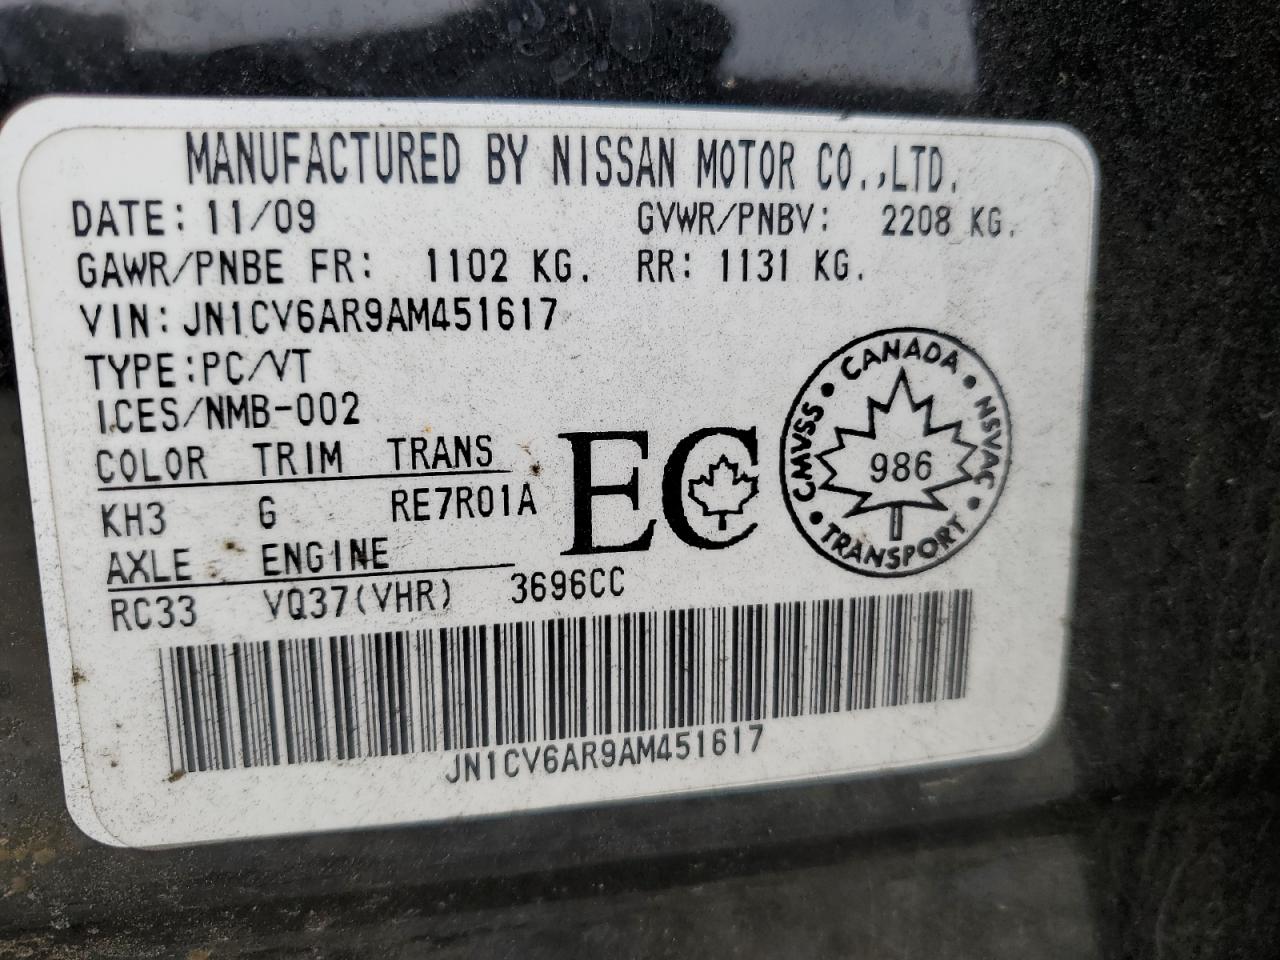 MANUFACTURED BY NISSAN MOTOR CO.,LTD.
DATE: 11/09 GVWR/PNBV: 2208 KG.
GAWR/PNBE FR: 1102 KG. RR: 1131 KG.
VIN: JN1CV6AR9AM451617
TYPE:PC/VT
I.CES/NMB-002
COLOR TRIM TRANS
KH3 G RE7R01A
AXLE ENGINE
RC33 VQ37(VHR) 3696CC
EC
CANADA • NSVAC • TRANSPORT • CMVSS •
986
JN1CV6AR9AM451617